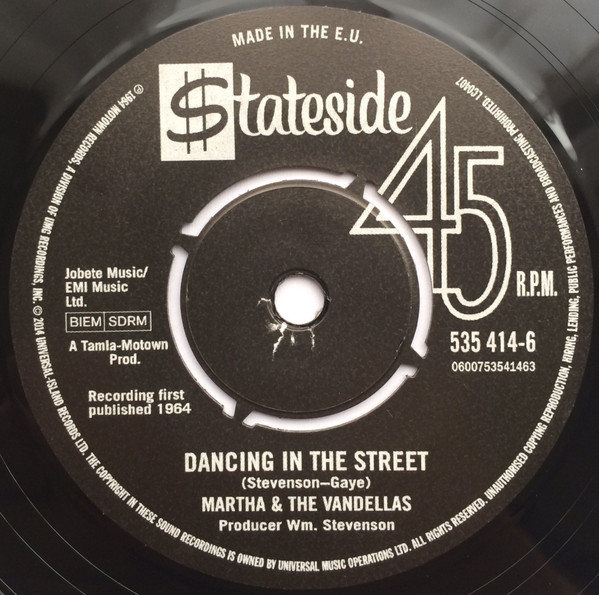 MADE IN THE E.U.
$tateside
45
R.P.M.
Jobete Music/
EMI Music
Ltd.
BIEM SDRM
A Tamla-Motown
Prod.
Recording first
published 1964
535 414-6
0600753541463
DANCING IN THE STREET
(Stevenson—Gaye)
MARTHA & THE VANDELLAS
Producer Wm. Stevenson
℗ 1964 MOTOWN RECORDS, A DIVISION OF UMG RECORDINGS, INC. © 2014 UNIVERSAL-ISLAND RECORDS LTD. THE COPYRIGHT IN THESE SOUND RECORDINGS IS OWNED BY UNIVERSAL MUSIC OPERATIONS LTD. ALL RIGHTS RESERVED. UNAUTHORISED COPYING REPRODUCTION, HIRING, LENDING, PUBLIC PERFORMANCES AND BROADCASTING PROHIBITED. LC0407